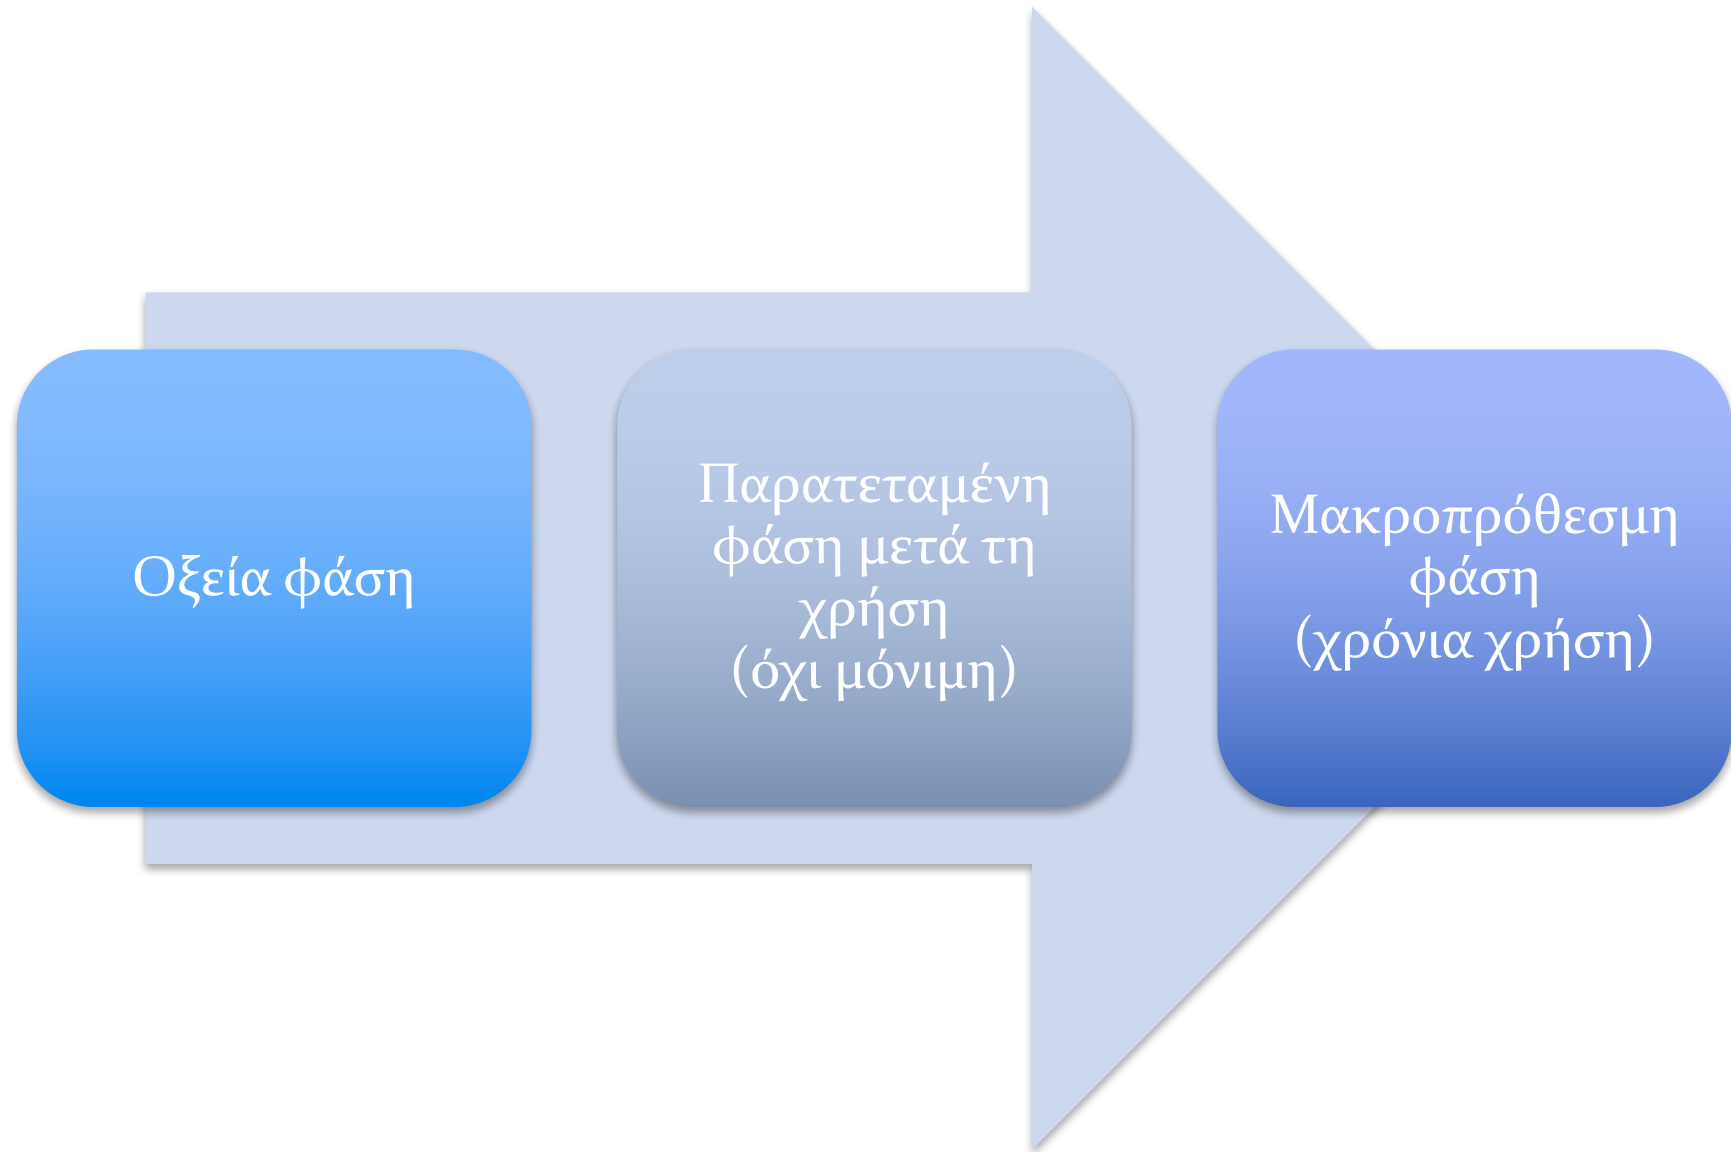 Οξεία φάση
Παρατεταμένη
φάση μετά τη
χρήση
(όχι μόνιμη)
Μακροπρόθεσμη
φάση
(χρόνια χρήση)